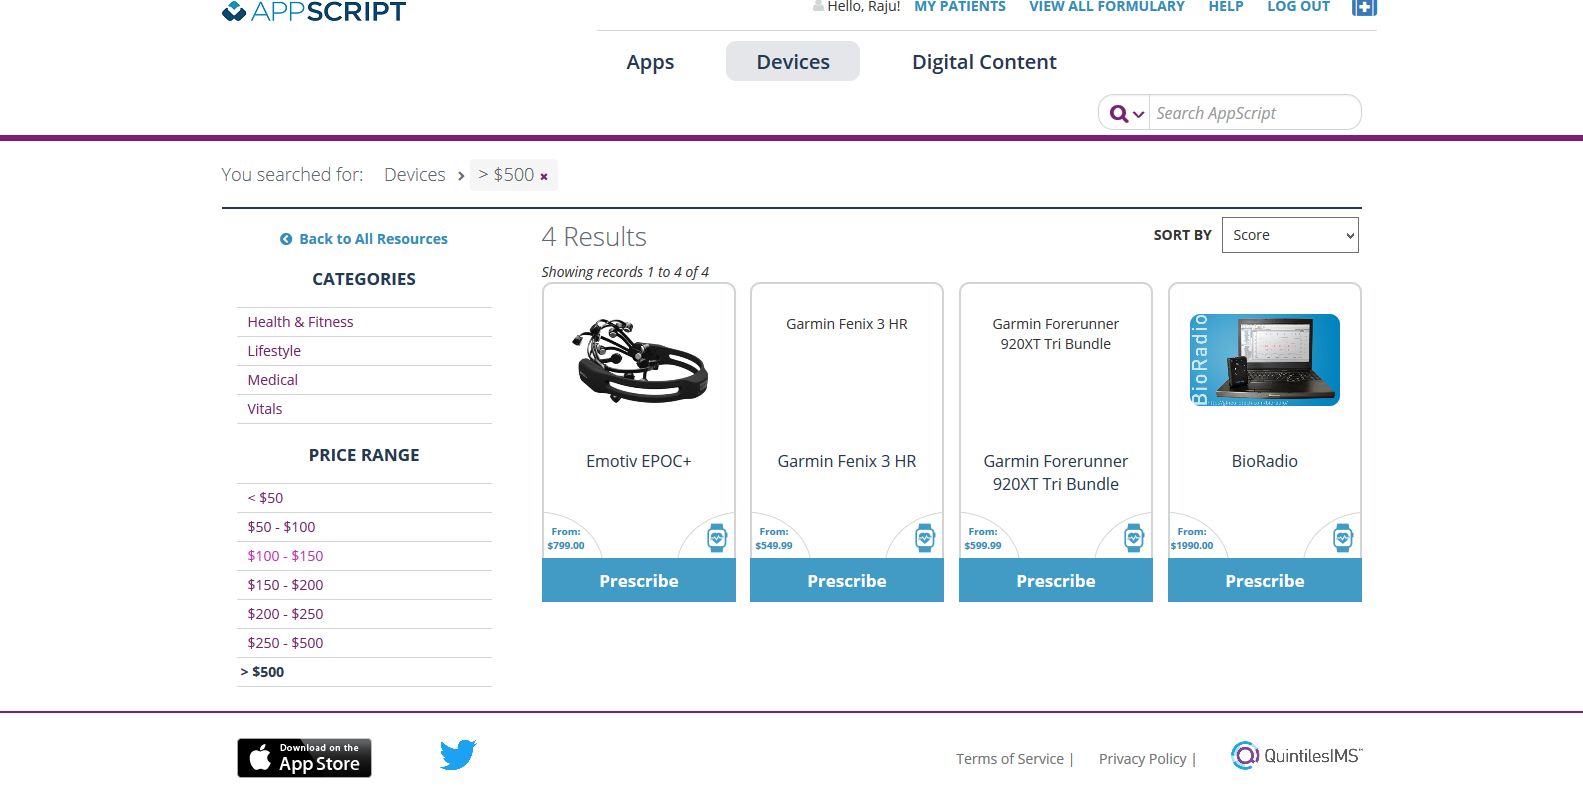 APPSCRIPT
Hello, Raju! MY PATIENTS VIEW ALL FORMULARY HELP LOG OUT
Apps Devices Digital Content
Search AppScript
You searched for: Devices > $500
Back to All Resources
CATEGORIES
Health & Fitness
Lifestyle
Medical
Vitals
PRICE RANGE
< $50
$50 - $100
$100 - $150
$150 - $200
$200 - $250
$250 - $500
> $500
4 Results
SORT BY Score
Showing records 1 to 4 of 4
Emotiv EPOC+
From:
$799.00
Prescribe
Garmin Fenix 3 HR
Garmin Fenix 3 HR
From:
$549.99
Prescribe
Garmin Forerunner
920XT Tri Bundle
Garmin Forerunner
920XT Tri Bundle
From:
$599.99
Prescribe
BioRadio
BioRadio
From:
$1990.00
Prescribe
Download on the
App Store
Terms of Service |
Privacy Policy |
QuintilesIMS™